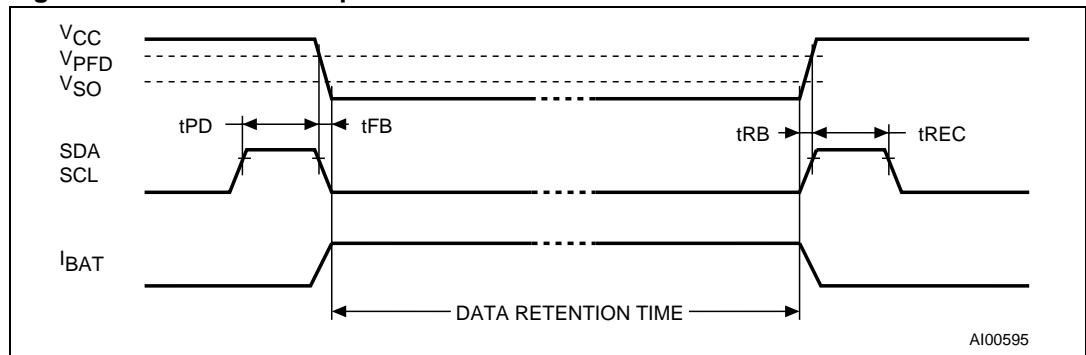 VCC
VPFD
VSO
tPD
tFB
tRB
tREC
SDA
SCL
IBAT
DATA RETENTION TIME
AI00595